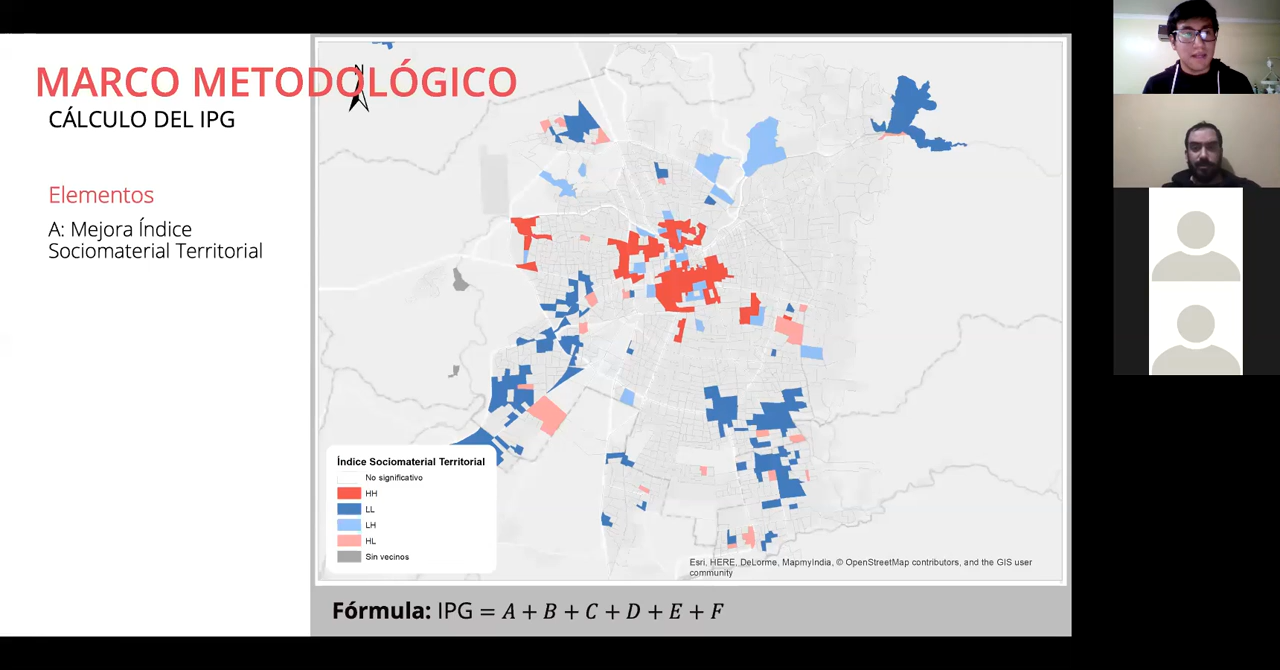 MARCO METODOLÓGICO
CÁLCULO DEL IPG
Elementos
A: Mejora Índice
Sociomaterial Territorial
N
Índice Sociomaterial Territorial
No significativo
HH
LL
LH
HL
Sin vecinos
Esri, HERE, DeLorme, MapmyIndia, © OpenStreetMap contributors, and the GIS user
community
Fórmula: IPG = A + B + C + D + E + F